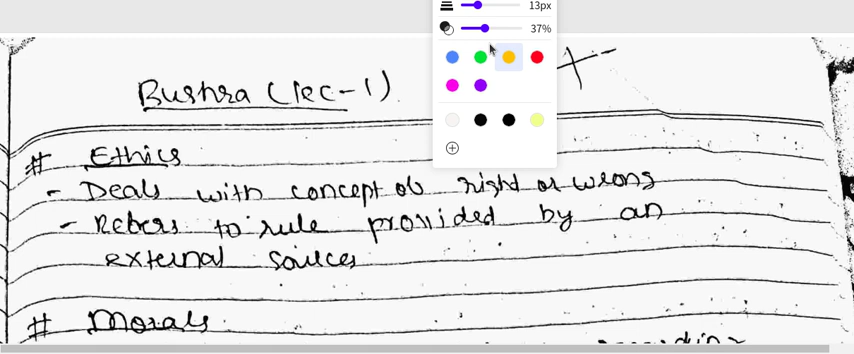 13px
37%
Bushra (lec-1)
# Ethics
- Deals with concept of right or wrong
- Refers to rule provided by an
external sources
# Morals